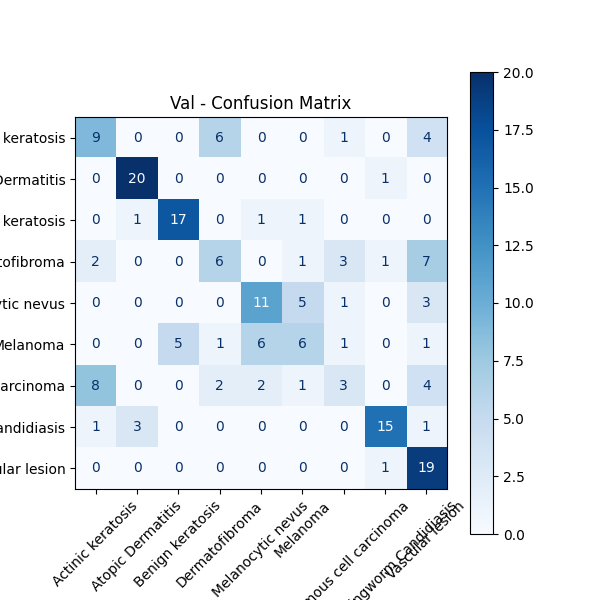 Val - Confusion Matrix
keratosis 9 0 0 6 0 0 1 0 4
Dermatitis 0 20 0 0 0 0 0 1 0
keratosis 0 1 17 0 1 1 0 0 0
tofibroma 2 0 0 6 0 1 3 1 7
ytic nevus 0 0 0 0 11 5 1 0 3
Melanoma 0 0 5 1 6 6 1 0 1
arcinoma 8 0 0 2 2 1 3 0 4
andidiasis 1 3 0 0 0 0 0 15 1
ular lesion 0 0 0 0 0 0 0 1 19
Actinic keratosis
Atopic Dermatitis
Benign keratosis
Dermatofibroma
Melanocytic nevus
Melanoma
mous cell carcinoma
ngworm Candidiasis
Vascular lesion
20.0
17.5
15.0
12.5
10.0
7.5
5.0
2.5
0.0